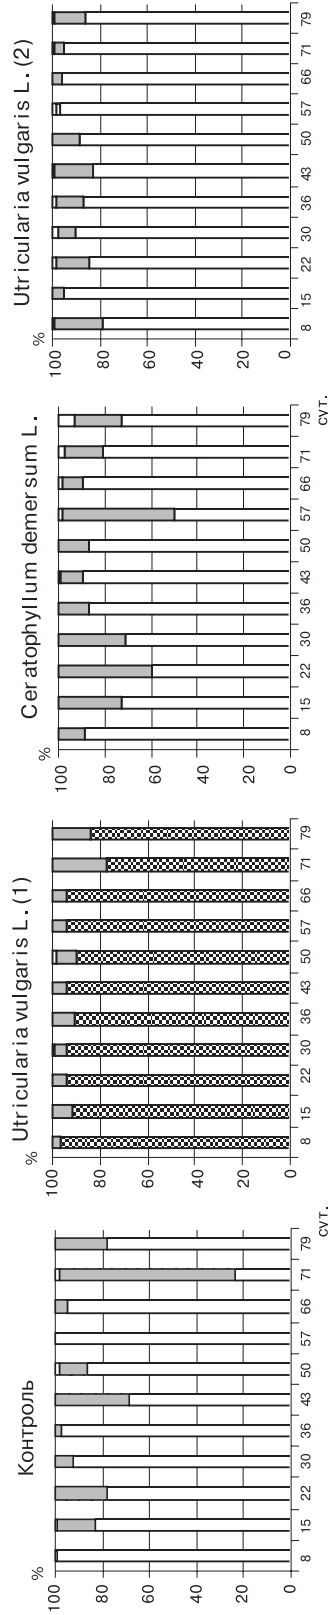 Контроль
%
100
80
60
40
20
0
8 15 22 30 36 43 50 57 66 71 79
сут.
Utricularia vulgaris L. (1)
%
100
80
60
40
20
0
8 15 22 30 36 43 50 57 66 71 79
Ceratophyllum demersum L.
%
100
80
60
40
20
0
8 15 22 30 36 43 50 57 66 71 79
сут.
Utricularia vulgaris L. (2)
%
100
80
60
40
20
0
8 15 22 30 36 43 50 57 66 71 79